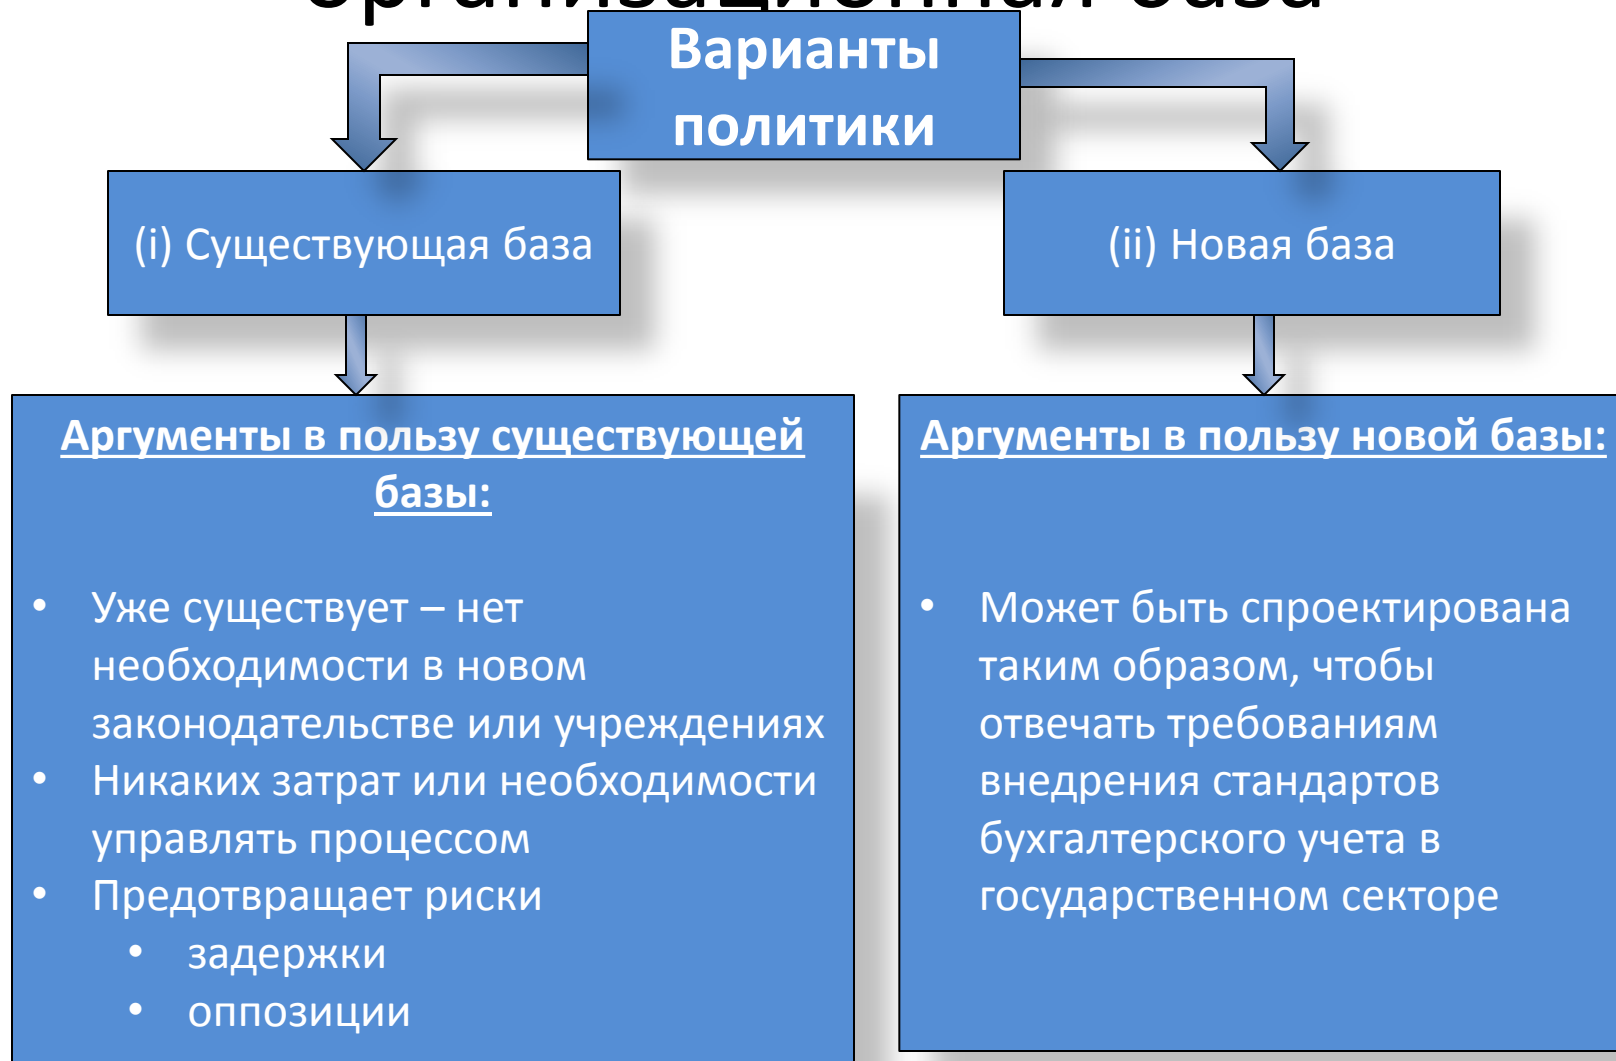 организационная база
Варианты
политики
(i) Существующая база
(ii) Новая база
Аргументы в пользу существующей
базы:
• Уже существует – нет
необходимости в новом
законодательстве или учреждениях
• Никаких затрат или необходимости
управлять процессом
• Предотвращает риски
• задержки
• оппозиции
Аргументы в пользу новой базы:
• Может быть спроектирована
таким образом, чтобы
отвечать требованиям
внедрения стандартов
бухгалтерского учета в
государственном секторе